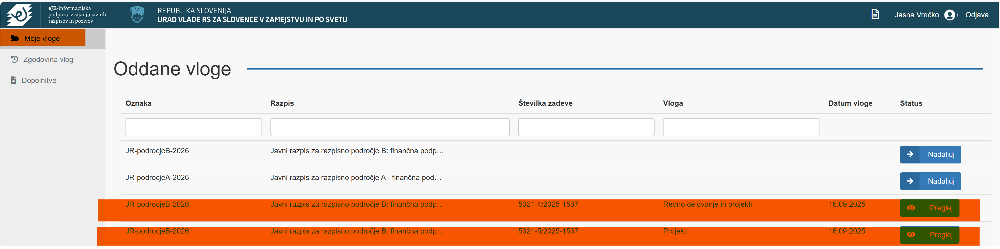 eJR-informacijska
podpora izvajanju javnih
razpisov in pozivov
REPUBLIKA SLOVENIJA
URAD VLADE RS ZA SLOVENCE V ZAMEJSTVU IN PO SVETU
Jasna Vrečko
Odjava
Moje vloge
Zgodovina vlog
Dopolnitve
Oddane vloge
Oznaka Razpis Številka zadeve Vloga Datum vloge Status
JR-podrocjeB-2026 Javni razpis za razpisno področje B: finančna podp… Nadaljuj
JR-podrocjeA-2026 Javni razpis za razpisno področje A - finančna pod… Nadaljuj
JR-podrocjeB-2026 Javni razpis za razpisno področje B: finančna podp… 5321-4/2025-1537 Redno delovanje in projekti 16.09.2025 Preglej
JR-podrocjeB-2026 Javni razpis za razpisno področje B: finančna podp… 5321-5/2025-1537 Projekti 16.09.2025 Preglej